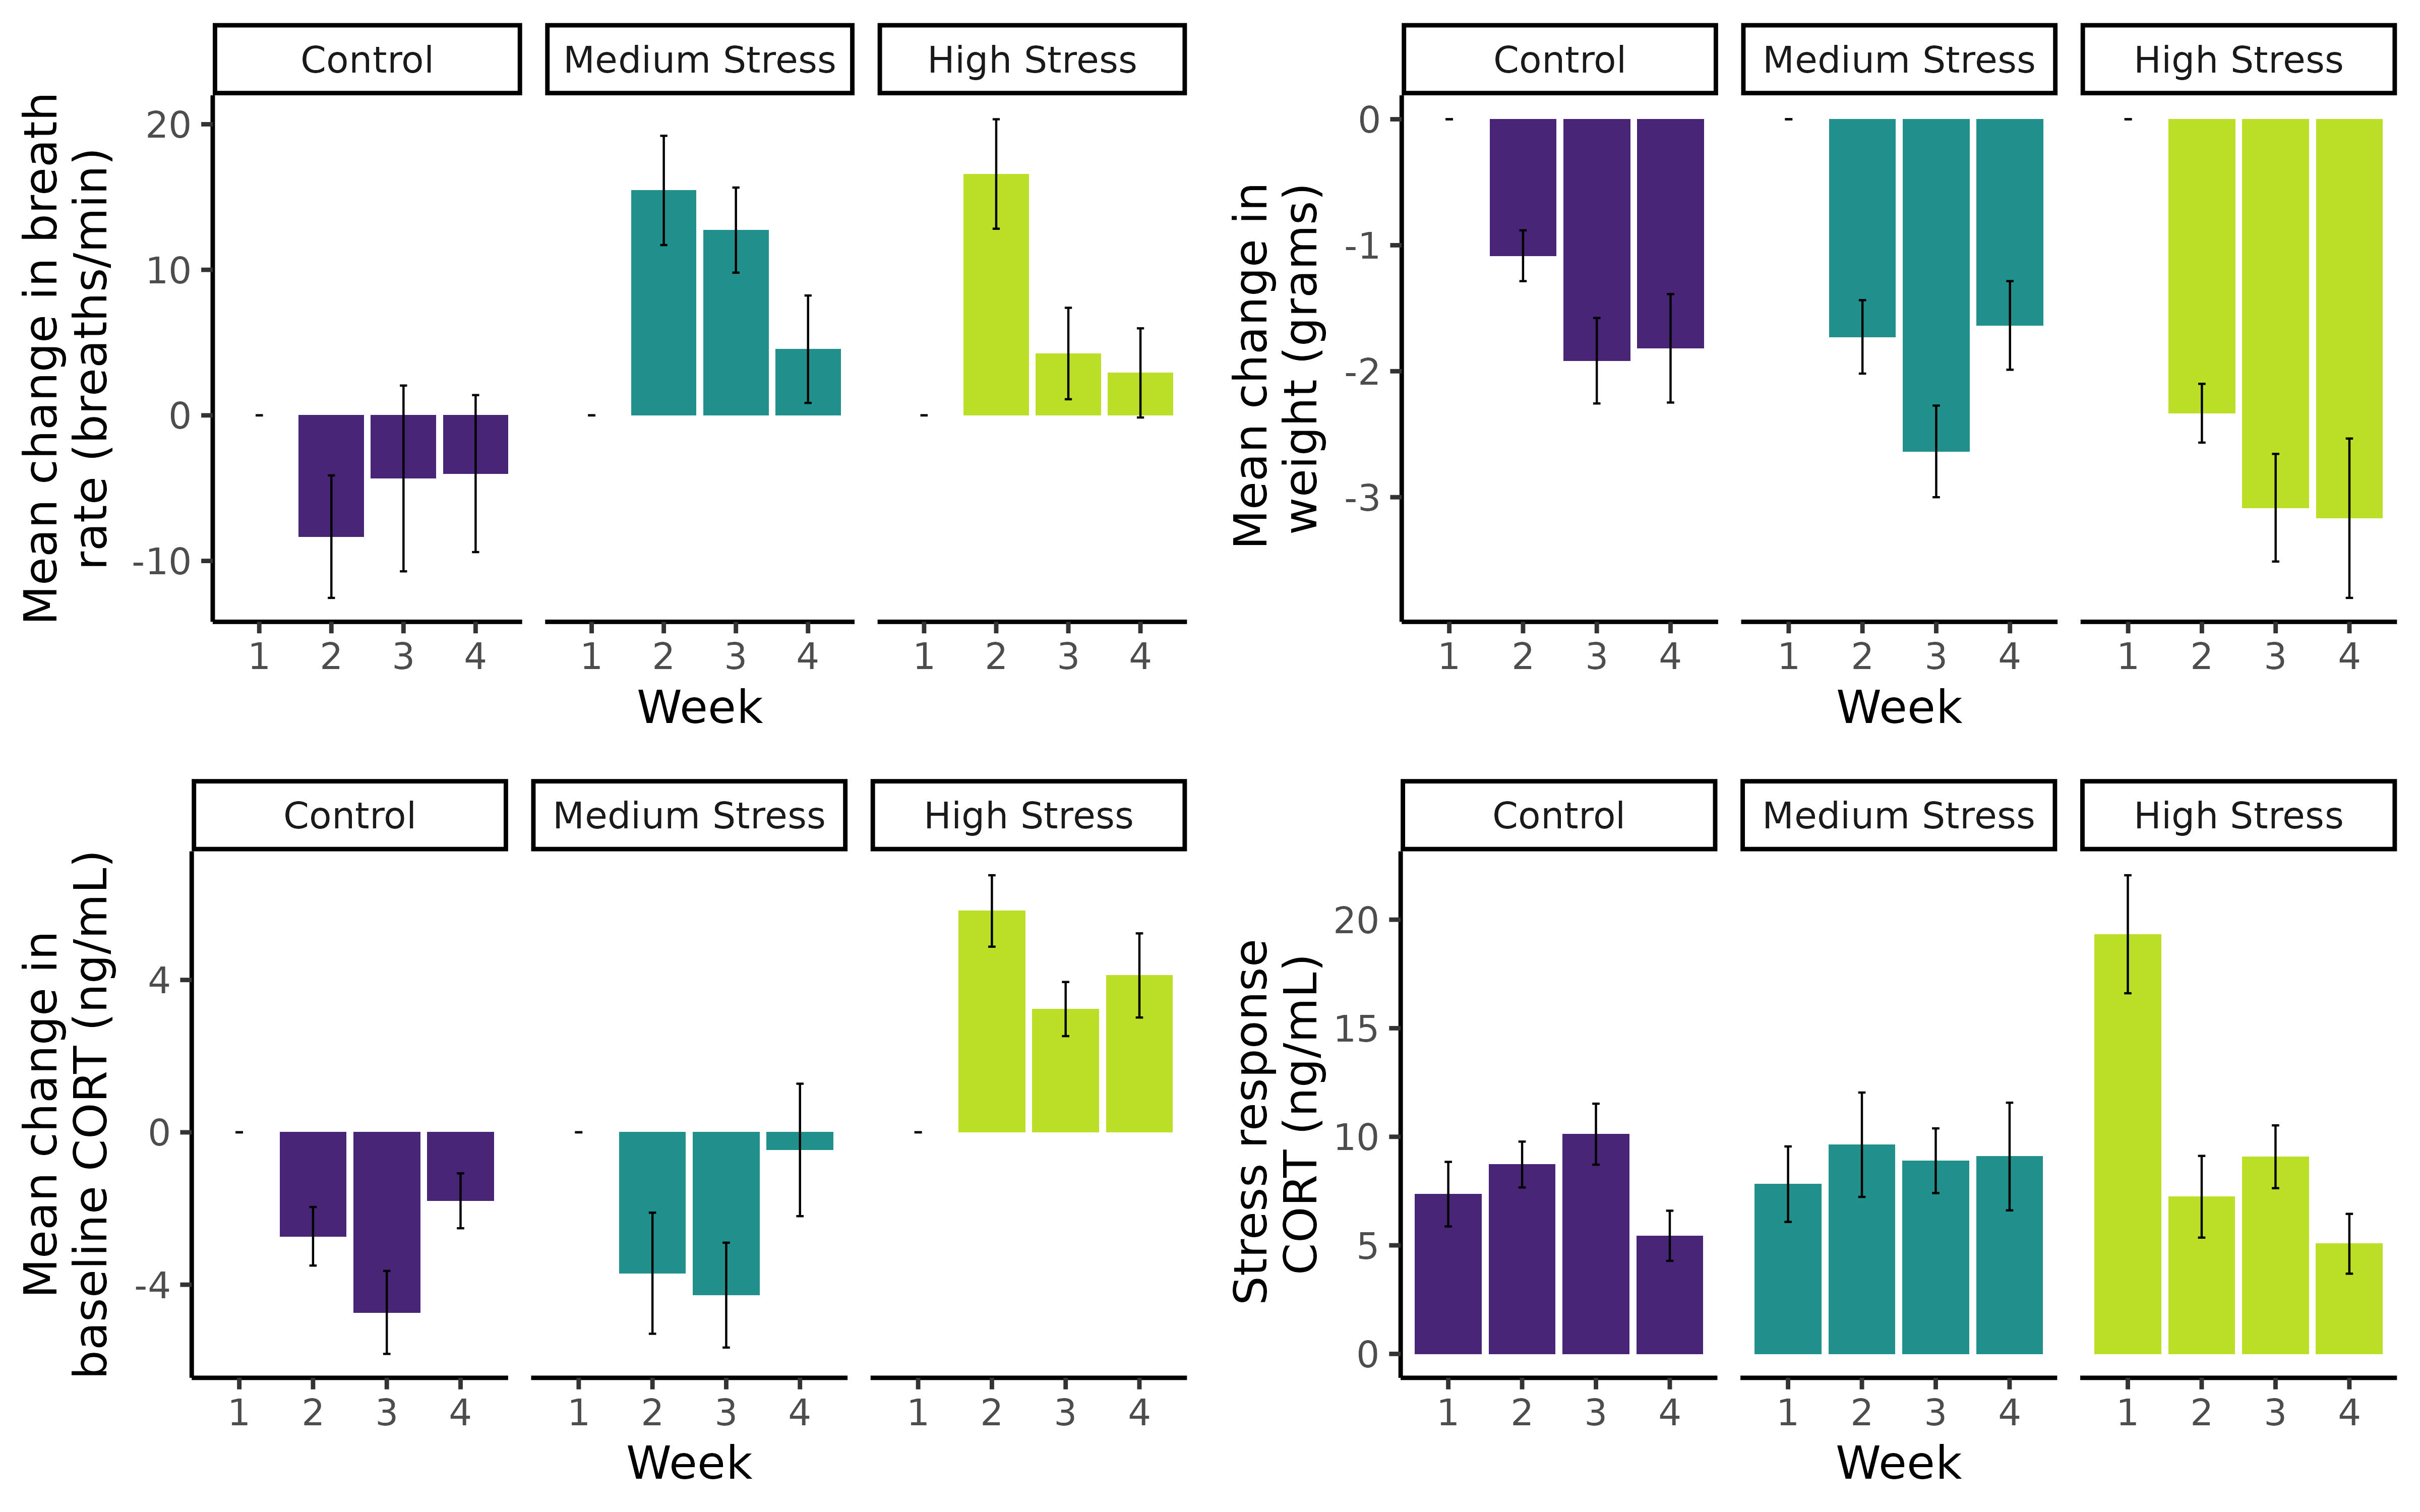 Control Medium Stress High Stress
Mean change in breath
rate (breaths/min)
20
10
0
-10
1 2 3 4 1 2 3 4 1 2 3 4
Week
Control Medium Stress High Stress
Mean change in
weight (grams)
0
-1
-2
-3
1 2 3 4 1 2 3 4 1 2 3 4
Week
Control Medium Stress High Stress
Mean change in
baseline CORT (ng/mL)
4
0
-4
1 2 3 4 1 2 3 4 1 2 3 4
Week
Control Medium Stress High Stress
Stress response
CORT (ng/mL)
20
15
10
5
0
1 2 3 4 1 2 3 4 1 2 3 4
Week